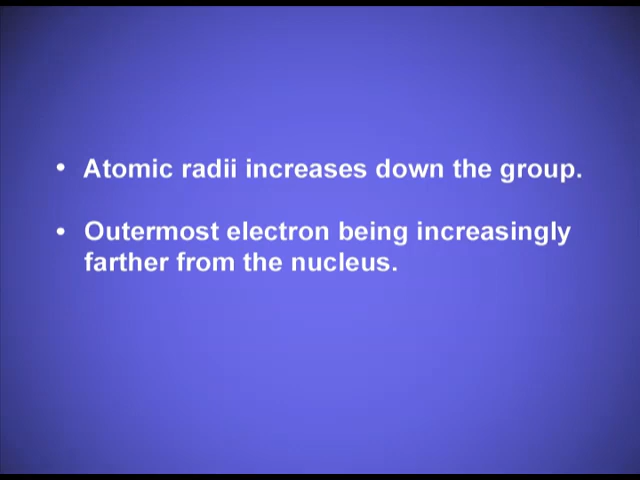 • Atomic radii increases down the group.
• Outermost electron being increasingly
farther from the nucleus.